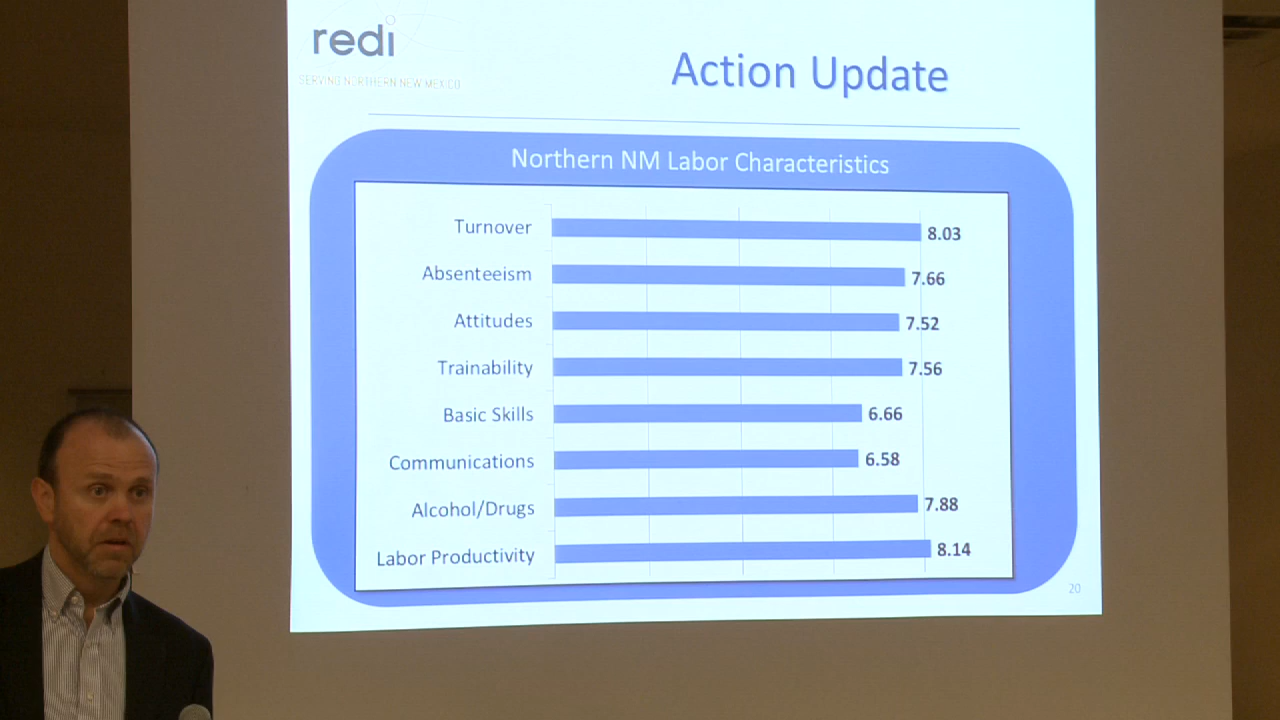 redi
SERVING NORTHERN NEW MEXICO
Action Update
Northern NM Labor Characteristics
Turnover 8.03
Absenteeism 7.66
Attitudes 7.52
Trainability 7.56
Basic Skills 6.66
Communications 6.58
Alcohol/Drugs 7.88
Labor Productivity 8.14
20